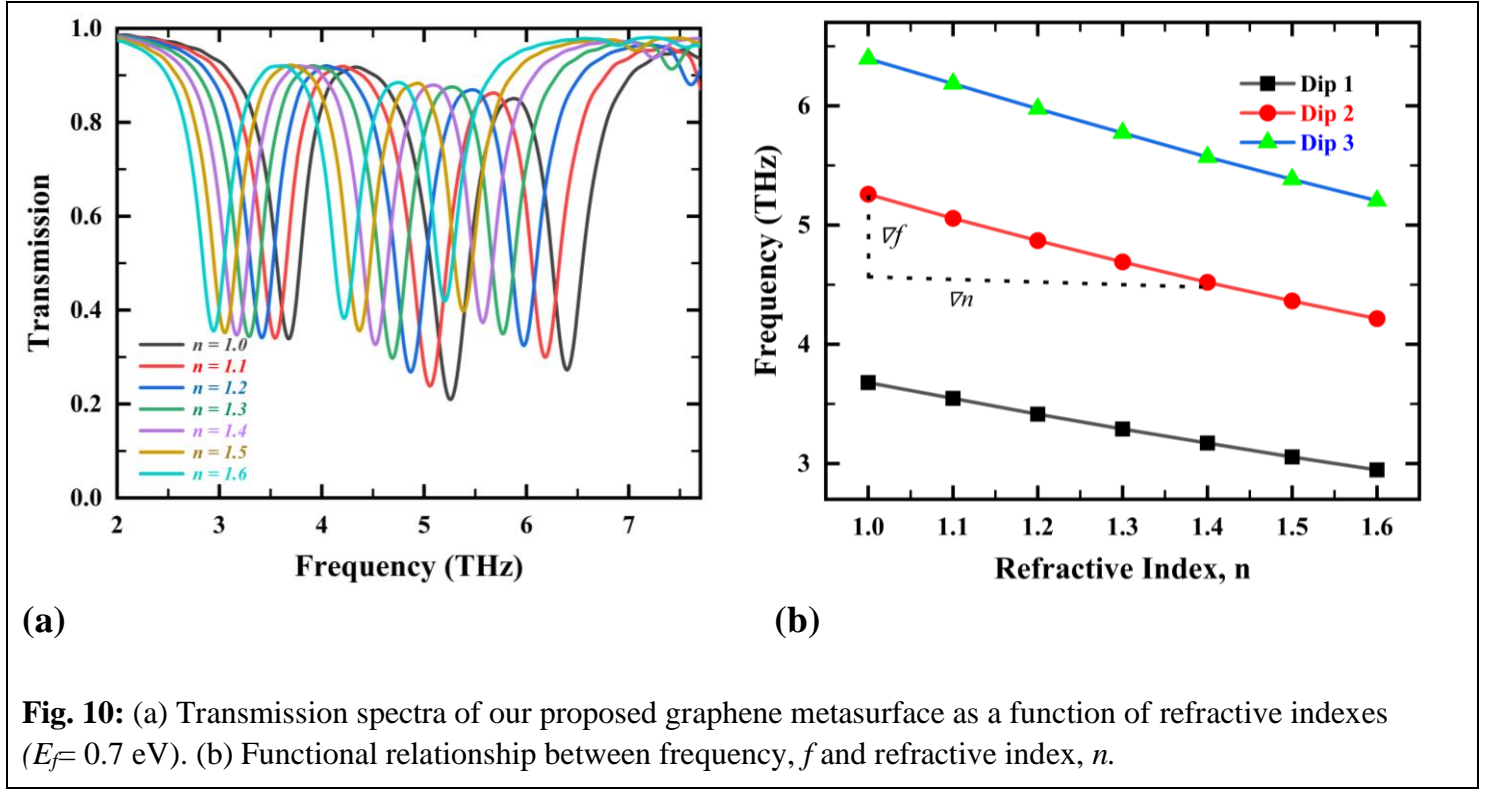 1.0
0.8
0.6
0.4
0.2
0.0
Transmission
n = 1.0
n = 1.1
n = 1.2
n = 1.3
n = 1.4
n = 1.5
n = 1.6
2 3 4 5 6 7
Frequency (THz)
(a)
6
5
4
3
Frequency (THz)
Dip 1
Dip 2
Dip 3
∇f
∇n
1.0 1.1 1.2 1.3 1.4 1.5 1.6
Refractive Index, n
(b)
Fig. 10: (a) Transmission spectra of our proposed graphene metasurface as a function of refractive indexes
(Ef= 0.7 eV). (b) Functional relationship between frequency, f and refractive index, n.